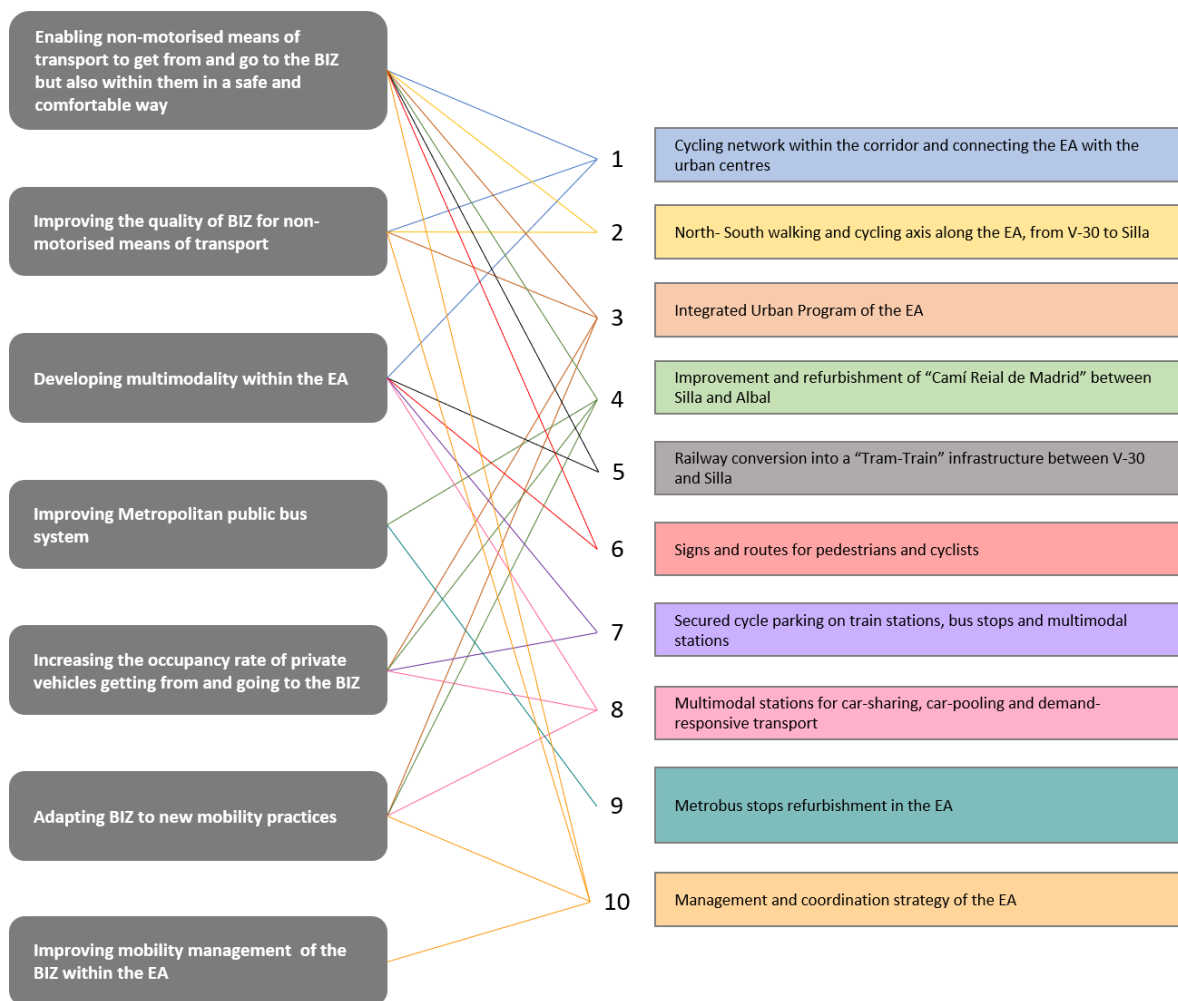 Enabling non-motorised means of
transport to get from and go to the BIZ
but also within them in a safe and
comfortable way
Improving the quality of BIZ for non-
motorised means of transport
Developing multimodality within the EA
Improving Metropolitan public bus
system
Increasing the occupancy rate of private
vehicles getting from and going to the BIZ
Adapting BIZ to new mobility practices
Improving mobility management of the
BIZ within the EA
1
Cycling network within the corridor and connecting the EA with the
urban centres
2
North- South walking and cycling axis along the EA, from V-30 to Silla
3
Integrated Urban Program of the EA
4
Improvement and refurbishment of “Camí Reial de Madrid” between
Silla and Albal
5
Railway conversion into a “Tram-Train” infrastructure between V-30
and Silla
6
Signs and routes for pedestrians and cyclists
7
Secured cycle parking on train stations, bus stops and multimodal
stations
8
Multimodal stations for car-sharing, car-pooling and demand-
responsive transport
9
Metrobus stops refurbishment in the EA
10
Management and coordination strategy of the EA